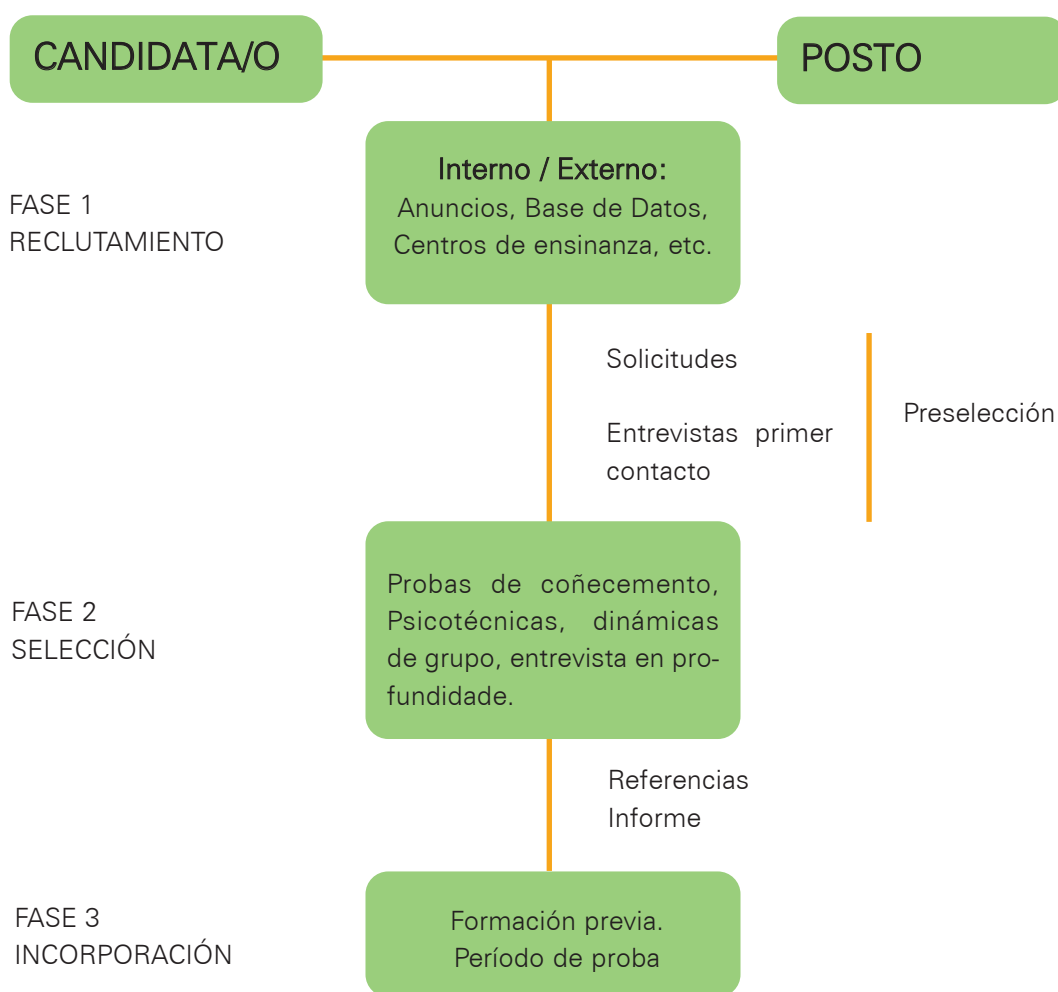 CANDIDATA/O
POSTO
Interno / Externo:
Anuncios, Base de Datos,
Centros de ensinanza, etc.
FASE 1
RECLUTAMIENTO
Solicitudes
Entrevistas primer
contacto
Preselección
FASE 2
SELECCIÓN
Probas de coñecemento,
Psicotécnicas, dinámicas
de grupo, entrevista en pro-
fundidade.
Referencias
Informe
FASE 3
INCORPORACIÓN
Formación previa.
Período de proba